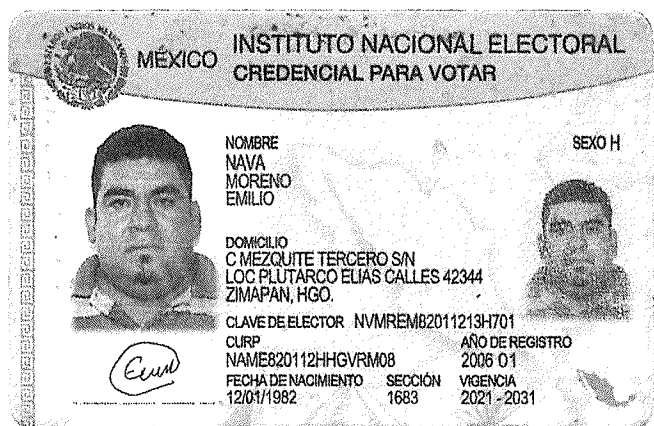 MÉXICO
INSTITUTO NACIONAL ELECTORAL
CREDENCIAL PARA VOTAR
NOMBRE
NAVA
MORENO
EMILIO
SEXO H
DOMICILIO
C MEZQUITE TERCERO S/N
LOC PLUTARCO ELIAS CALLES 42344
ZIMAPAN, HGO.
CLAVE DE ELECTOR NVMREM82011213H701
CURP
NAME820112HHGVRM08
AÑO DE REGISTRO
2006 01
FECHA DE NACIMIENTO
12/01/1982
SECCIÓN
1683
VIGENCIA
2021 - 2031